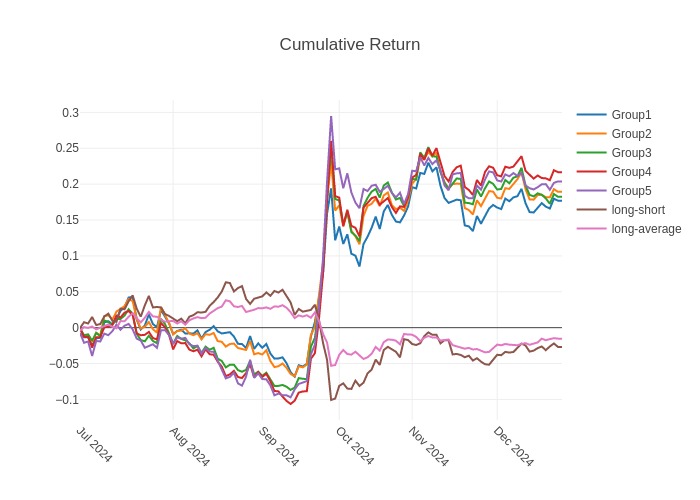 Cumulative Return
0.3
0.25
0.2
0.15
0.1
0.05
0
−0.05
−0.1
Jul 2024
Aug 2024
Sep 2024
Oct 2024
Nov 2024
Dec 2024
Group1
Group2
Group3
Group4
Group5
long-short
long-average